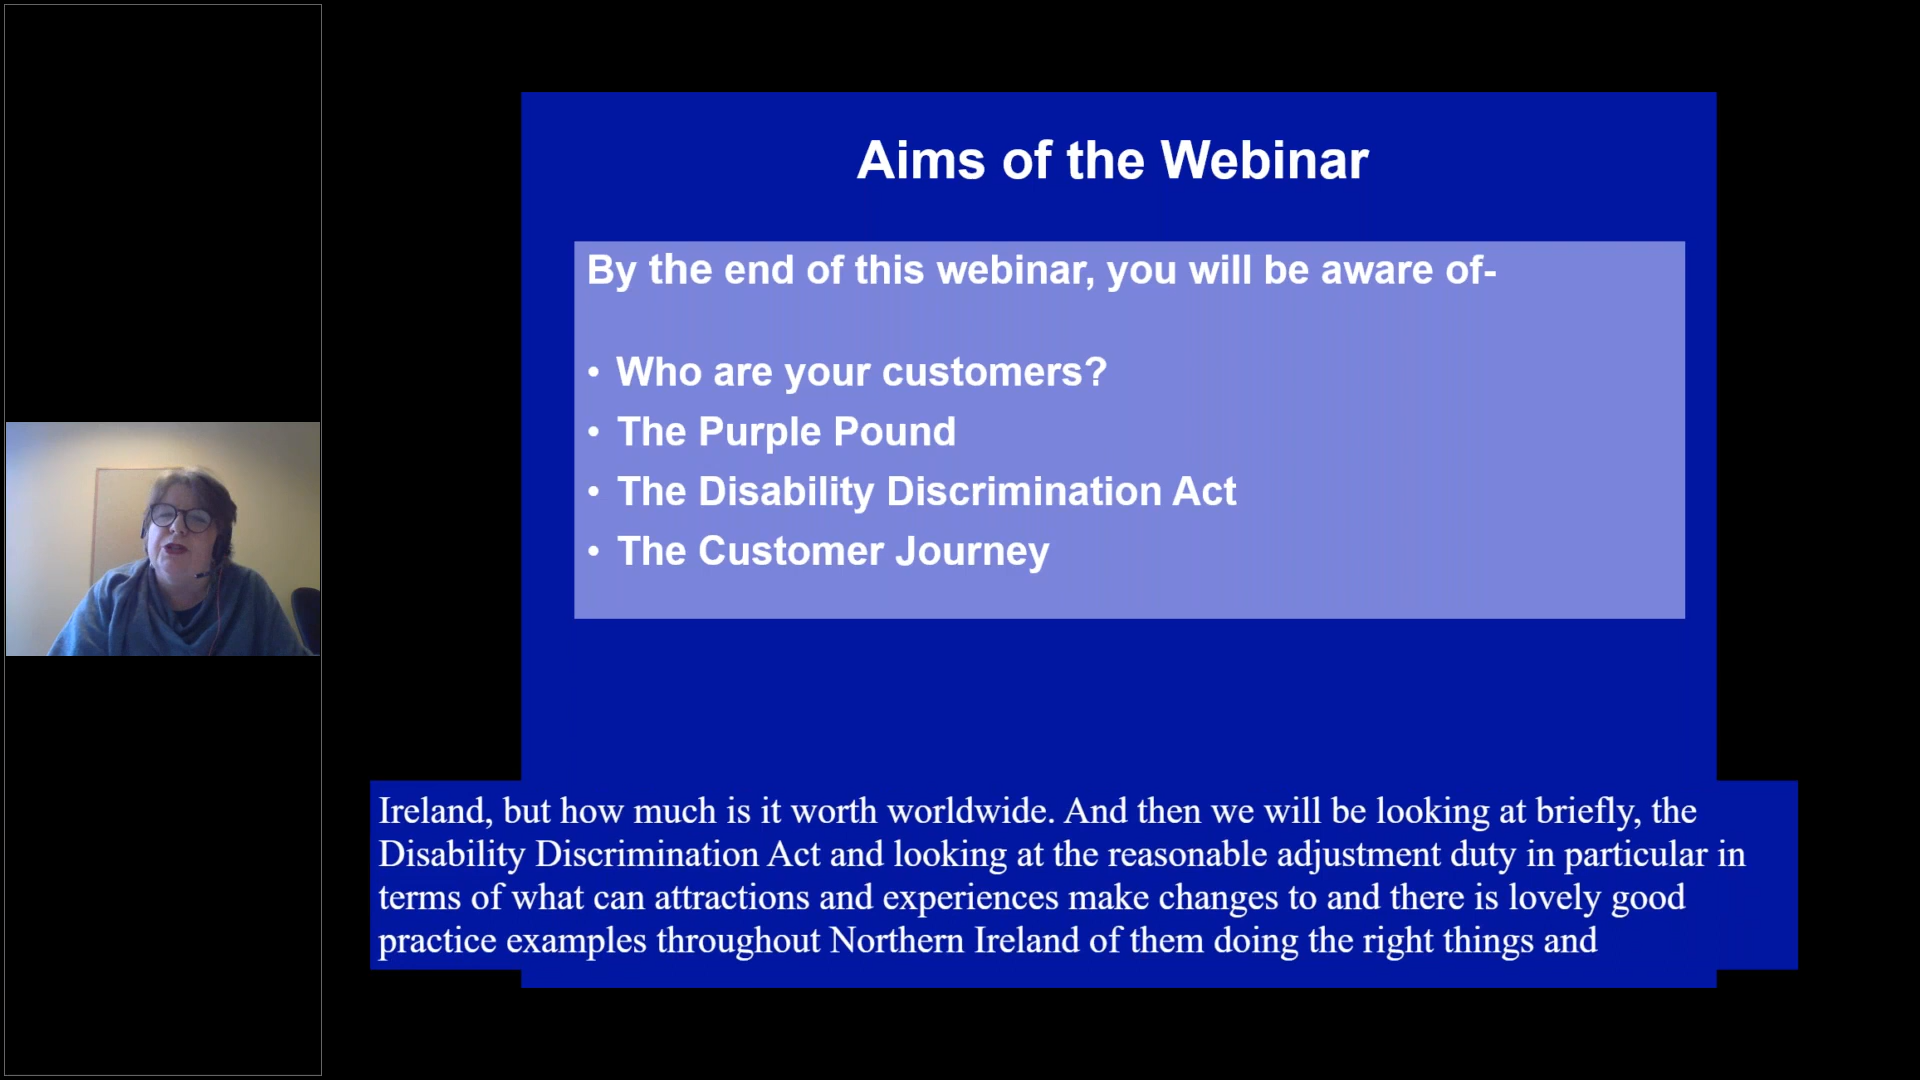 Aims of the Webinar
By the end of this webinar, you will be aware of-
• Who are your customers?
• The Purple Pound
• The Disability Discrimination Act
• The Customer Journey
Ireland, but how much is it worth worldwide. And then we will be looking at briefly, the
Disability Discrimination Act and looking at the reasonable adjustment duty in particular in
terms of what can attractions and experiences make changes to and there is lovely good
practice examples throughout Northern Ireland of them doing the right things and